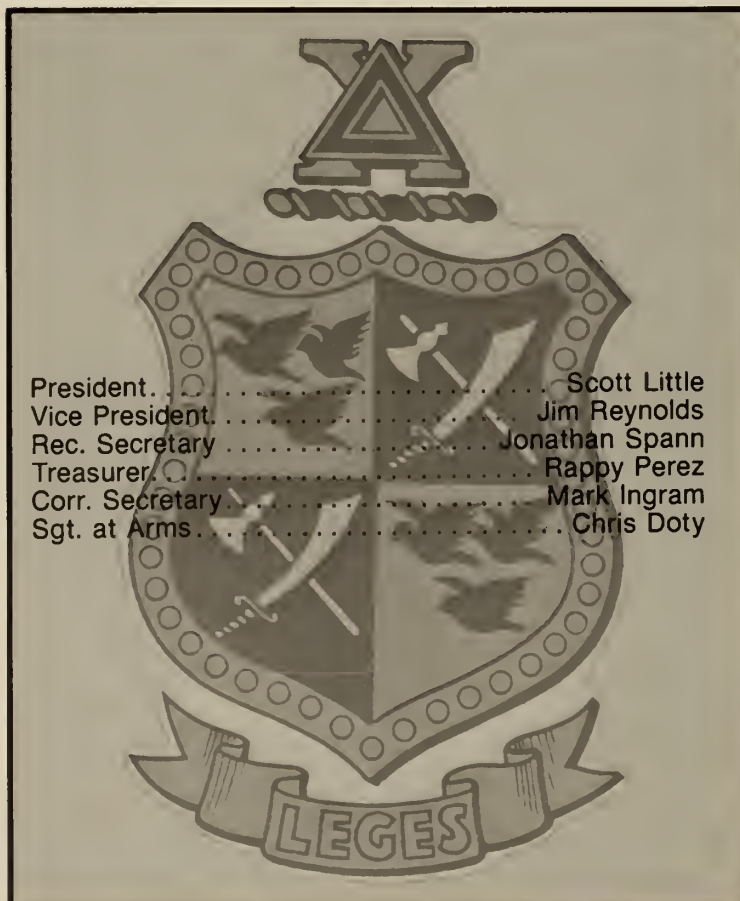 President. . . . . . . . . . . . . . . . . . . . . . . . . . Scott Little
Vice President. . . . . . . . . . . . . . . . . . . . . Jim Reynolds
Rec. Secretary . . . . . . . . . . . . . . . . . . Jonathan Spann
Treasurer. . . . . . . . . . . . . . . . . . . . . . . . . Rappy Perez
Corr. Secretary . . . . . . . . . . . . . . . . . . . . . Mark Ingram
Sgt. at Arms. . . . . . . . . . . . . . . . . . . . . . . . Chris Doty
LEGES